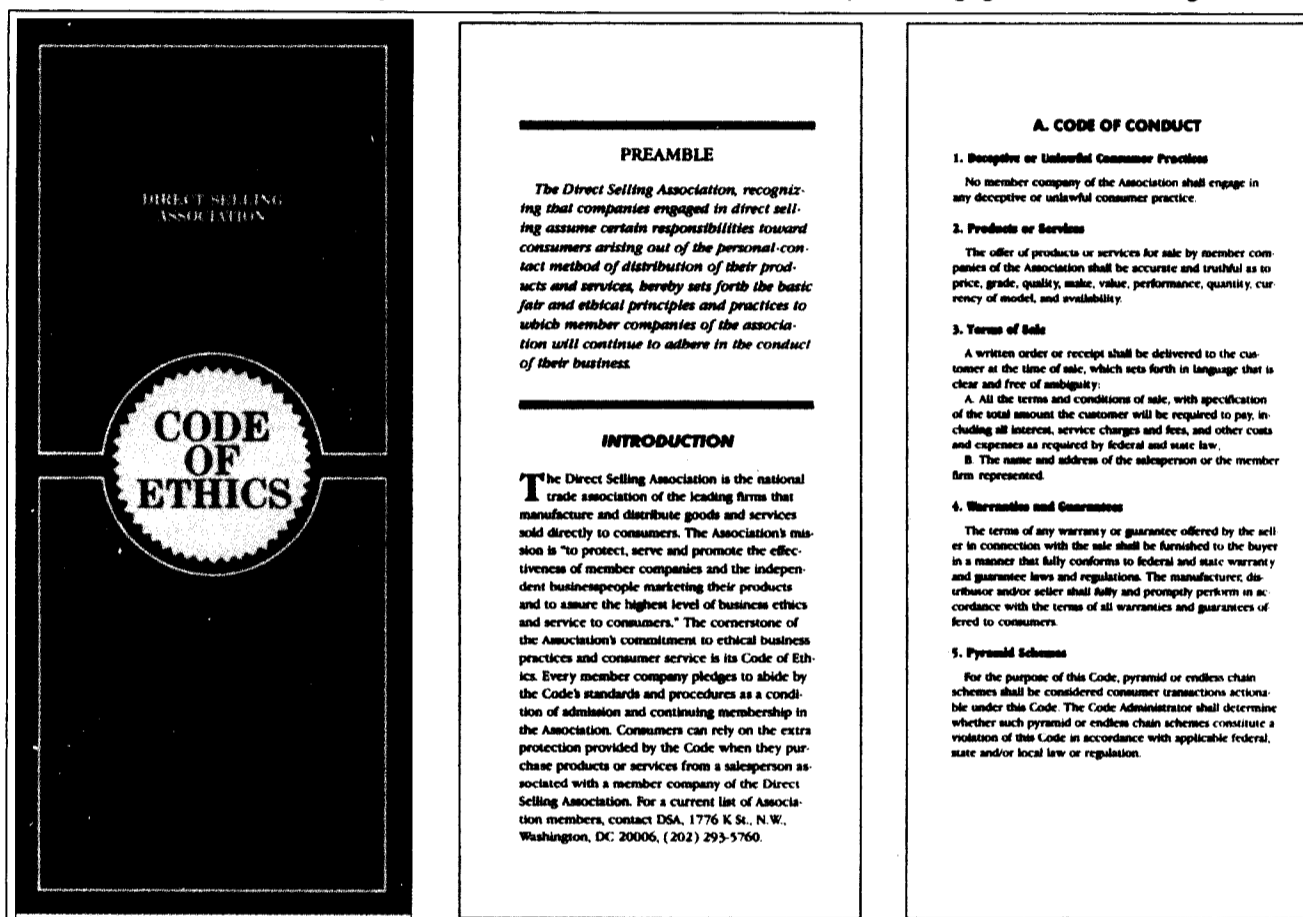 DIRECT SELLING
ASSOCIATION
CODE
OF
ETHICS
PREAMBLE
The Direct Selling Association, recogniz-
ing that companies engaged in direct sell-
ing assume certain responsibilities toward
consumers arising out of the personal-con-
tact method of distribution of their prod-
ucts and services, hereby sets forth the basic
fair and ethical principles and practices to
which member companies of the associa-
tion will continue to adhere in the conduct
of their business.
INTRODUCTION
The Direct Selling Association is the national
trade association of the leading firms that
manufacture and distribute goods and services
sold directly to consumers. The Association's mis-
sion is "to protect, serve and promote the effec-
tiveness of member companies and the indepen-
dent businesspeople marketing their products
and to assure the highest level of business ethics
and service to consumers." The cornerstone of
the Association's commitment to ethical business
practices and consumer service is its Code of Eth-
ics. Every member company pledges to abide by
the Code's standards and procedures as a condi-
tion of admission and continuing membership in
the Association. Consumers can rely on the extra
protection provided by the Code when they pur-
chase products or services from a salesperson as-
sociated with a member company of the Direct
Selling Association. For a current list of Associa-
tion members, contact DSA, 1776 K St., N.W.,
Washington, DC 20006, (202) 293-5760.
A. CODE OF CONDUCT
1. Deceptive or Unlawful Consumer Practices
No member company of the Association shall engage in
any deceptive or unlawful consumer practice.
2. Products or Services
The offer of products or services for sale by member com-
panies of the Association shall be accurate and truthful as to
price, grade, quality, make, value, performance, quantity, cur-
rency of model, and availability.
3. Terms of Sale
A written order or receipt shall be delivered to the cus-
tomer at the time of sale, which sets forth in language that is
clear and free of ambiguity:
A. All the terms and conditions of sale, with specification
of the total amount the customer will be required to pay, in-
cluding all interest, service charges and fees, and other costs
and expenses as required by federal and state law,
B. The name and address of the salesperson or the member
firm represented.
4. Warranties and Guarantees
The terms of any warranty or guarantee offered by the sell-
er in connection with the sale shall be furnished to the buyer
in a manner that fully conforms to federal and state warranty
and guarantee laws and regulations. The manufacturer, dis-
tributor and/or seller shall fully and promptly perform in ac-
cordance with the terms of all warranties and guarantees of-
fered to consumers.
5. Pyramid Schemes
For the purpose of this Code, pyramid or endless chain
schemes shall be considered consumer transactions actiona-
ble under this Code. The Code Administrator shall determine
whether such pyramid or endless chain schemes constitute a
violation of this Code in accordance with applicable federal,
state and/or local law or regulation.